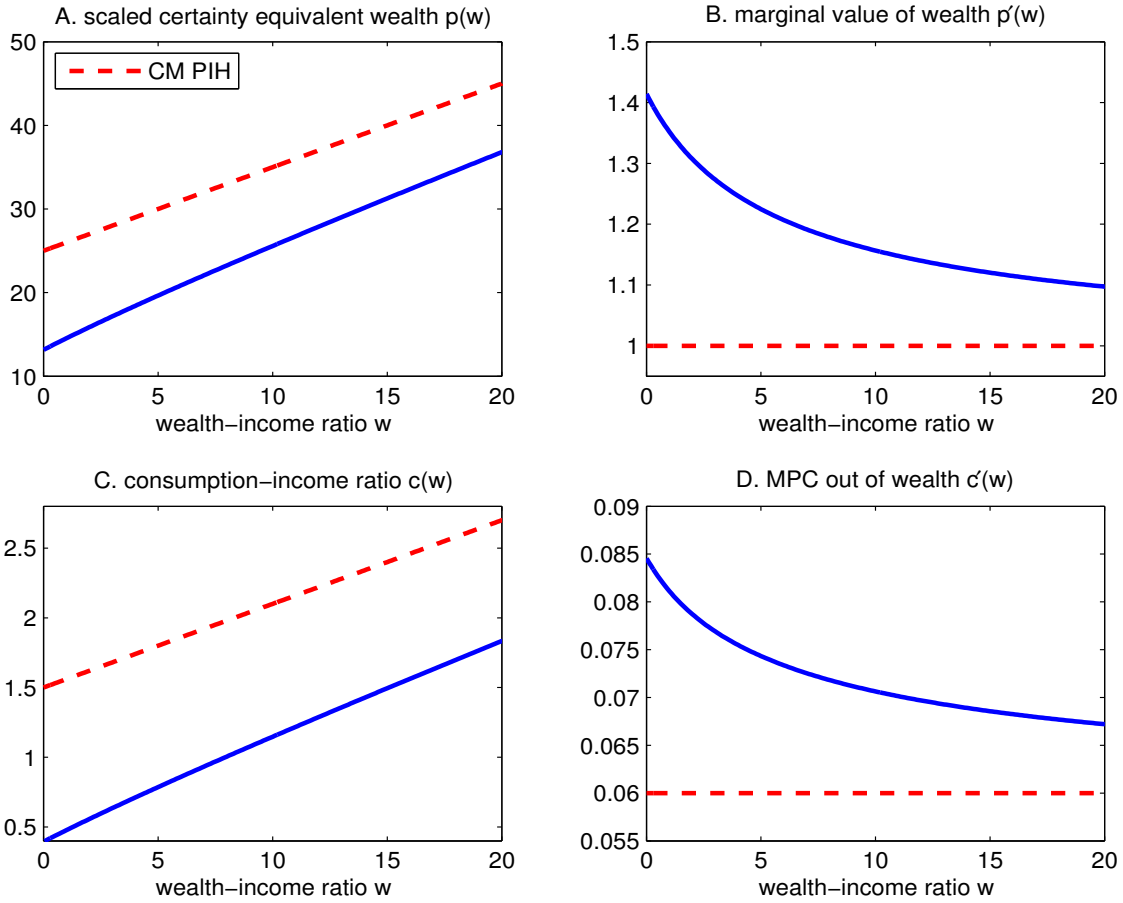 A. scaled certainty equivalent wealth p(w)
50
40
30
20
10
CM PIH
0 5 10 15 20
wealth−income ratio w
B. marginal value of wealth p′(w)
1.5
1.4
1.3
1.2
1.1
1
0 5 10 15 20
wealth−income ratio w
C. consumption−income ratio c(w)
2.5
2
1.5
1
0.5
0 5 10 15 20
wealth−income ratio w
D. MPC out of wealth c′(w)
0.09
0.085
0.08
0.075
0.07
0.065
0.06
0.055
0 5 10 15 20
wealth−income ratio w